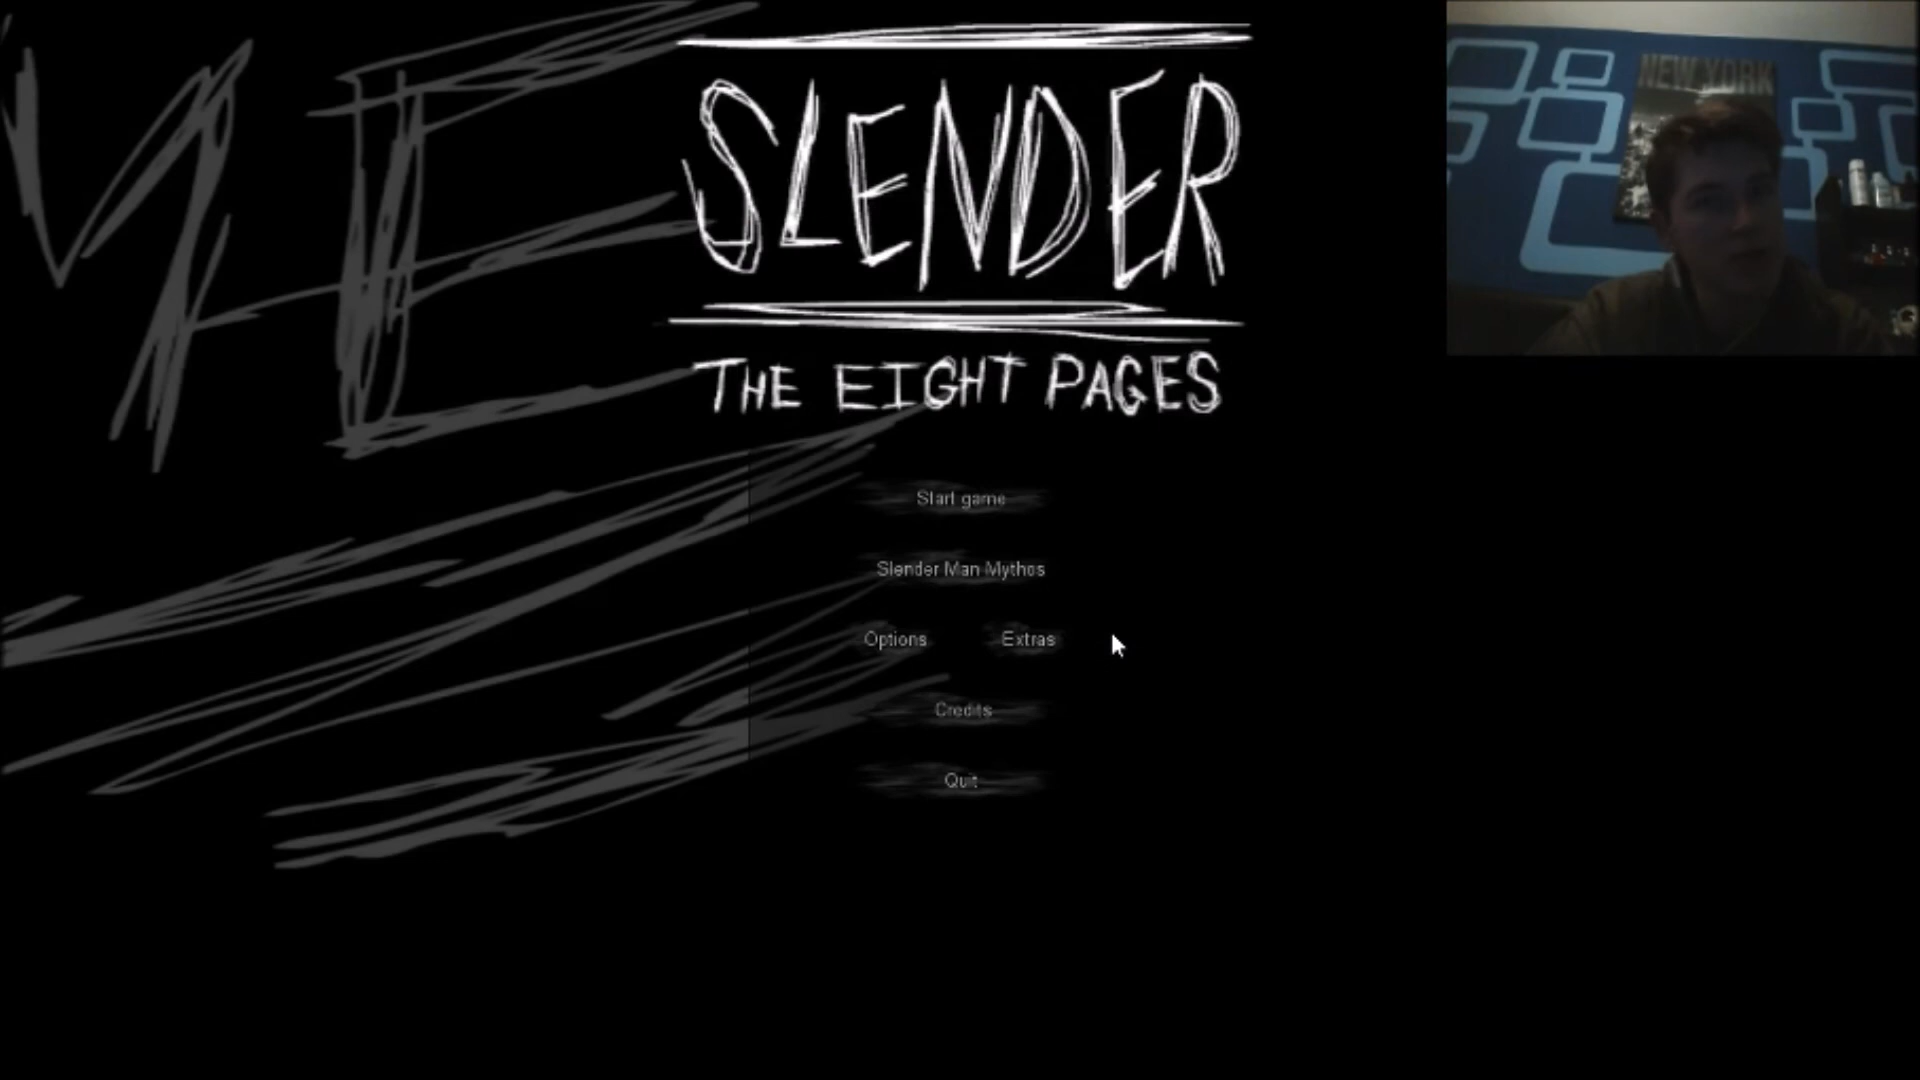 SLENDER
THE EIGHT PAGES
Start game
Slender Man Mythos
Options
Extras
Credits
Quit
NEW YORK